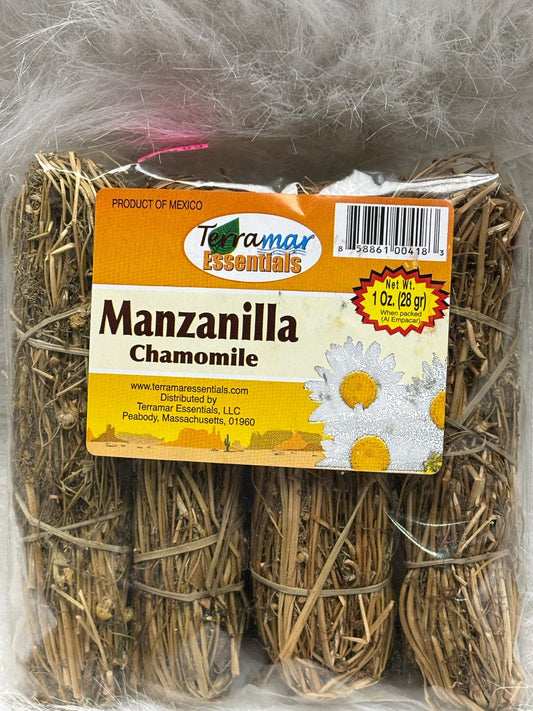 PRODUCT OF MEXICO
Terramar
Essentials
8 58861 00418 3
Net Wt.
1 Oz. (28 gr)
When packed
(Al Empacar)
Manzanilla
Chamomile
www.terramaressentials.com
Distributed by
Terramar Essentials, LLC
Peabody, Massachusetts, 01960